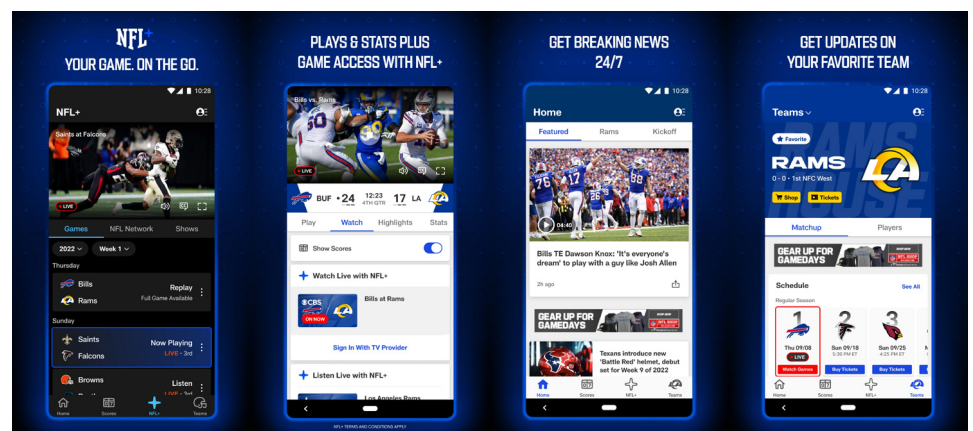 NFL+
YOUR GAME. ON THE GO.
10:28
NFL+
Saints at Falcons
LIVE
Games
NFL Network
Shows
2022
Week 1
Thursday
Bills
Rams
Replay
Full Game Available
Sunday
Saints
Falcons
Now Playing
LIVE • 3rd
Browns
Listen
Home
Scores
NFL+
Teams
PLAYS & STATS PLUS
GAME ACCESS WITH NFL+
10:28
Bills vs. Rams
LIVE
BUF • 24
12:23
4TH QTR
17 LA
Play
Watch
Highlights
Stats
Show Scores
Watch Live with NFL+
CBS
ON NOW
Bills at Rams
Sign In With TV Provider
Listen Live with NFL+
Los Angeles Rams
NFL+ TERMS AND CONDITIONS APPLY
GET BREAKING NEWS
24/7
10:28
Home
Featured
Rams
Kickoff
04:40
Bills TE Dawson Knox: 'It's everyone's
dream' to play with a guy like Josh Allen
2h ago
GEAR UP FOR
GAMEDAYS
Texans introduce new
'Battle Red' helmet, debut
set for Week 9 of 2022
Home
Scores
NFL+
Teams
GET UPDATES ON
YOUR FAVORITE TEAM
10:28
Teams
Favorite
RAMS
0 - 0 • 1st NFC West
Shop
Tickets
Matchup
Players
GEAR UP FOR
GAMEDAYS
Schedule
See All
Regular Season
1
2
3
Thu 09/08
LIVE
Watch Games
Sun 09/18
5:30 PM ET
Buy Tickets
Sun 09/25
4:25 PM ET
Buy Tickets
Home
Scores
NFL+
Teams